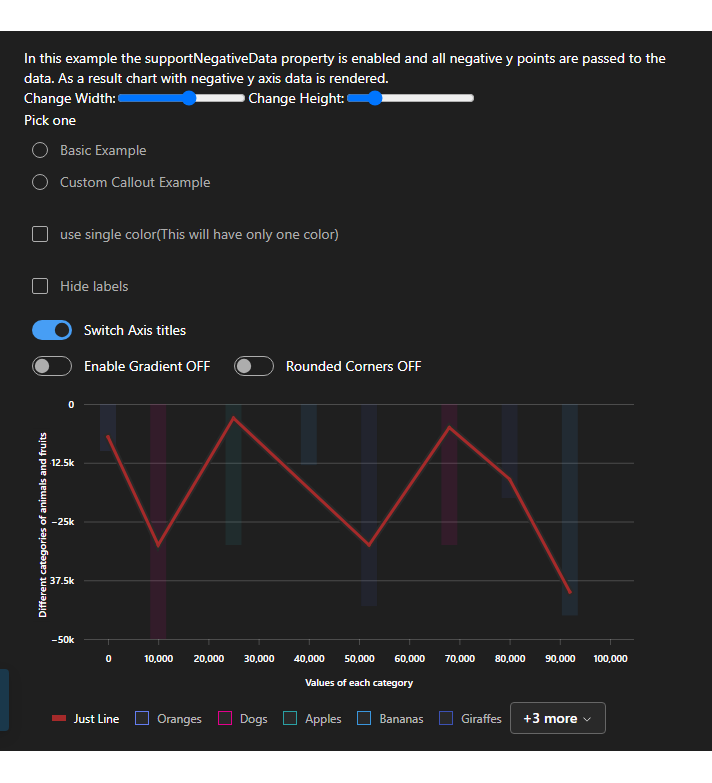 In this example the supportNegativeData property is enabled and all negative y points are passed to the
data. As a result chart with negative y axis data is rendered.
Change Width: Change Height:
Pick one
Basic Example
Custom Callout Example
use single color(This will have only one color)
Hide labels
Switch Axis titles
Enable Gradient OFF Rounded Corners OFF
0
12.5k
−25k
37.5k
−50k
Different categories of animals and fruits
0 10,000 20,000 30,000 40,000 50,000 60,000 70,000 80,000 90,000 100,000
Values of each category
Just Line Oranges Dogs Apples Bananas Giraffes +3 more